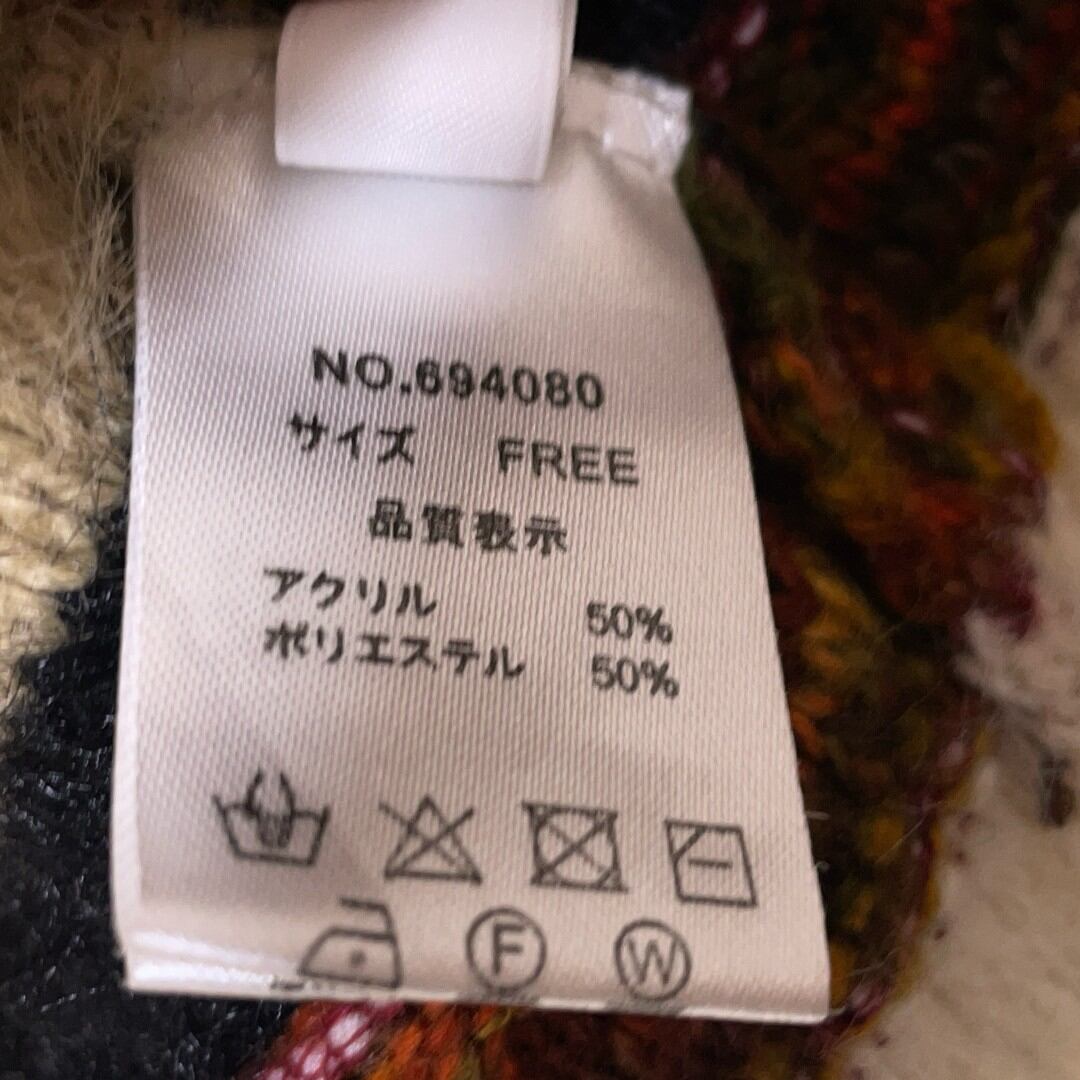 NO.694080
サイズ FREE
品質表示
アクリル 50%
ポリエステル 50%
F W